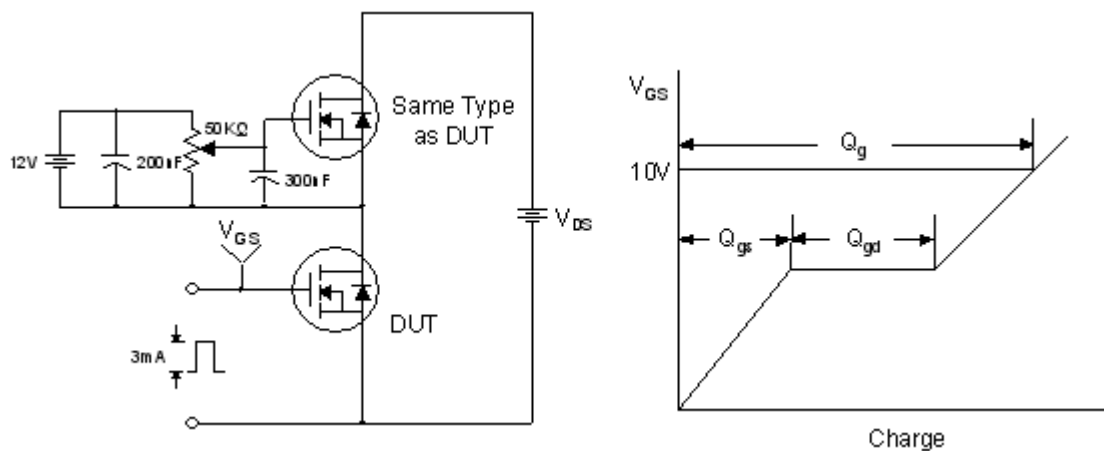 Same Type
as DUT
50KΩ
12V
200nF
300nF
V_GS
V_DS
DUT
3mA
V_GS
Q_g
10V
Q_gs
Q_gd
Charge